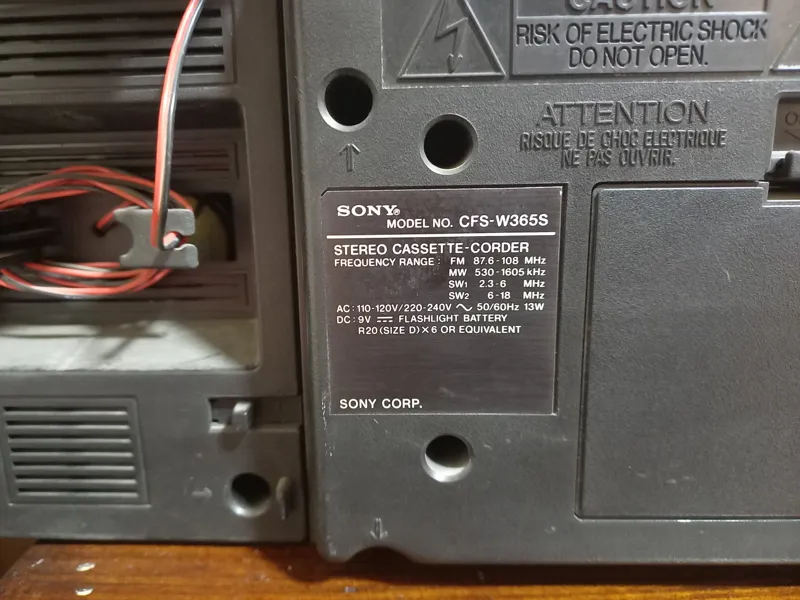 CAUTION
RISK OF ELECTRIC SHOCK
DO NOT OPEN.
ATTENTION
RISQUE DE CHOC ELECTRIQUE
NE PAS OUVRIR.
SONY®
MODEL NO. CFS-W365S
STEREO CASSETTE-CORDER
FREQUENCY RANGE: FM 87.6-108 MHz
MW 530-1605 kHz
SW1 2.3-6 MHz
SW2 6-18 MHz
AC: 110-120V/220-240V ～ 50/60Hz 13W
DC: 9V ⎓ FLASHLIGHT BATTERY
R20 (SIZE D)×6 OR EQUIVALENT
SONY CORP.